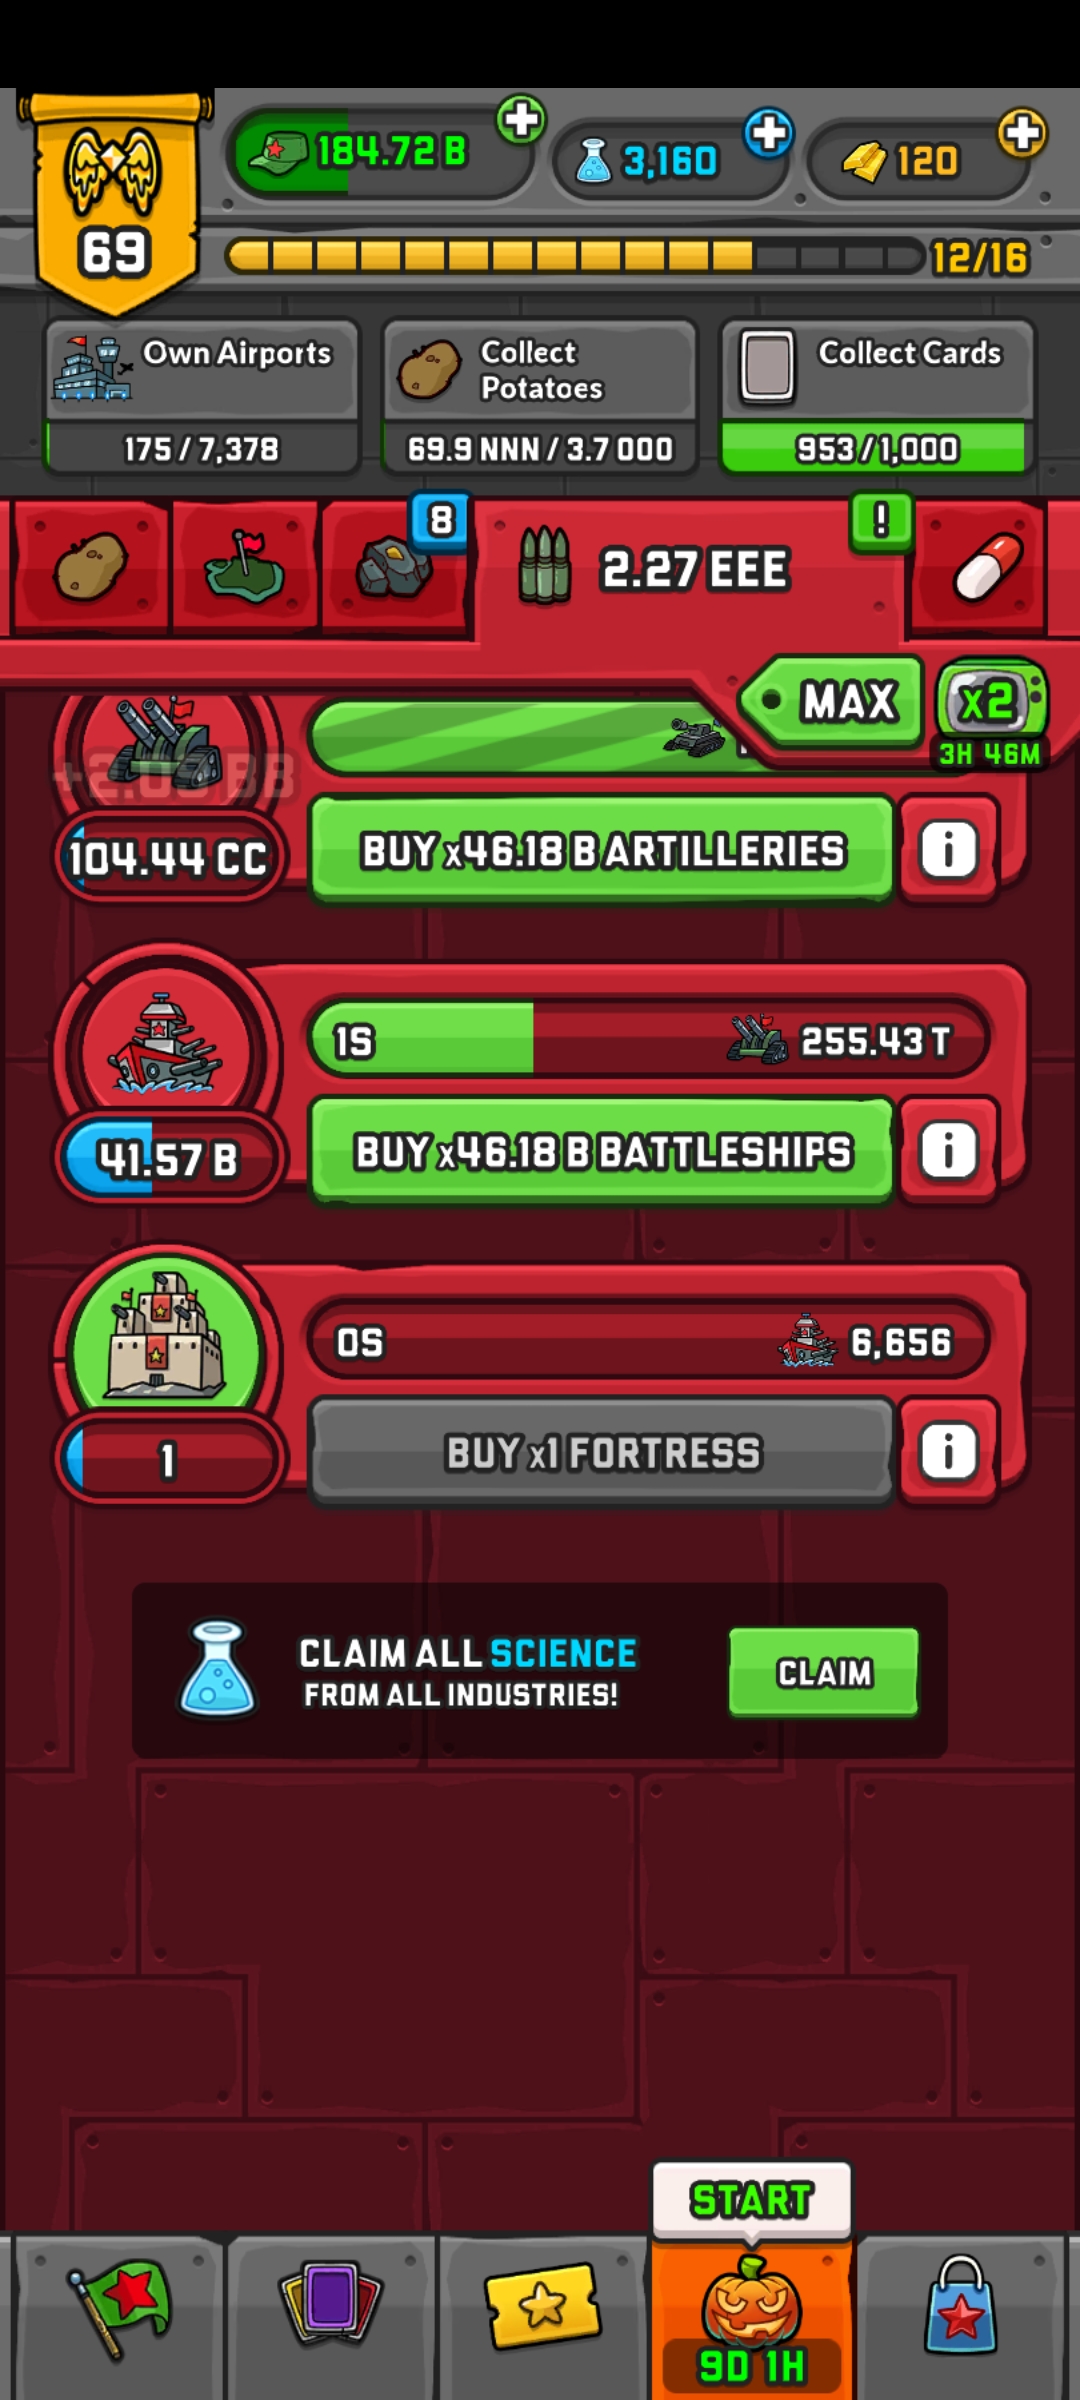 184.72 B
3,160
120
69
12/16
Own Airports
175 / 7,378
Collect
Potatoes
69.9 NNN / 3.7 OOO
Collect Cards
953 / 1,000
8
2.27 EEE
!
MAX
x2
3H 46M
+2.03 BB
104.44 CC
BUY x46.18 B ARTILLERIES
i
1S
255.43 T
41.57 B
BUY x46.18 B BATTLESHIPS
i
0S
6,656
1
BUY x1 FORTRESS
i
CLAIM ALL SCIENCE
FROM ALL INDUSTRIES!
CLAIM
START
9D 1H